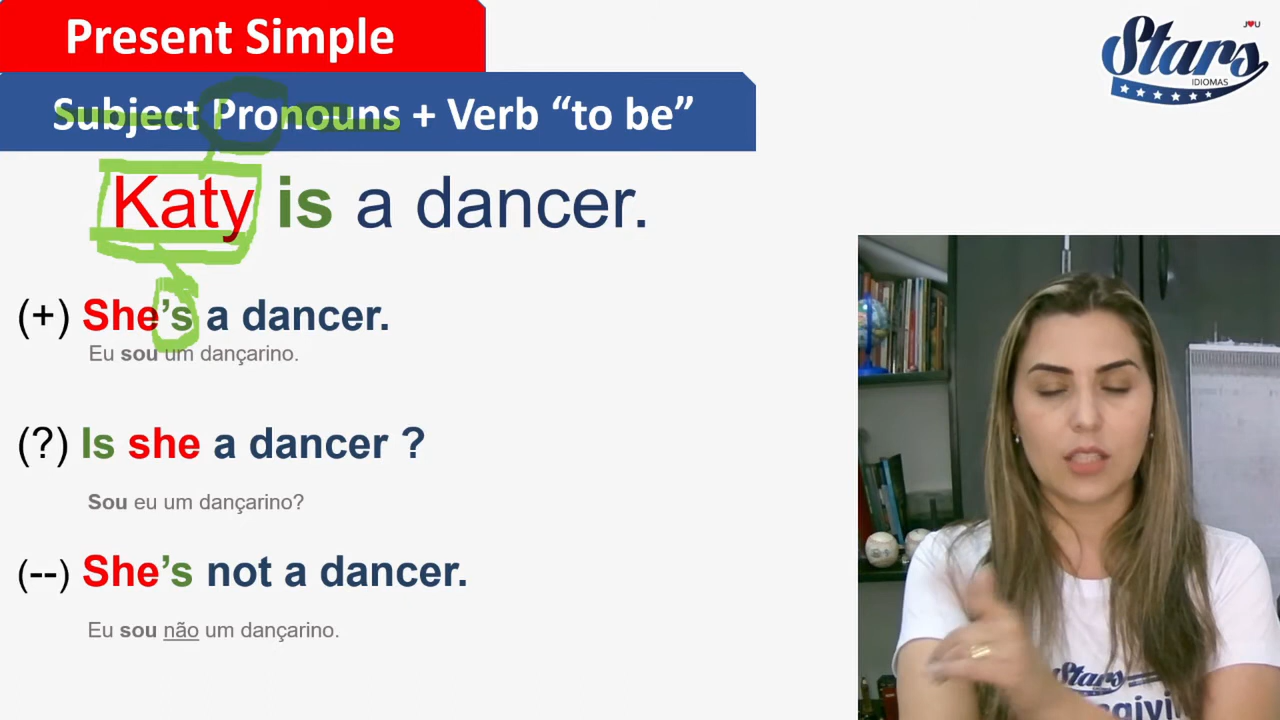 Present Simple
J♥U
Stars
IDIOMAS
Subject Pronouns + Verb “to be”
Katy is a dancer.
(+) She’s a dancer.
Eu sou um dançarino.
(?) Is she a dancer ?
Sou eu um dançarino?
(--) She’s not a dancer.
Eu sou não um dançarino.
Stars